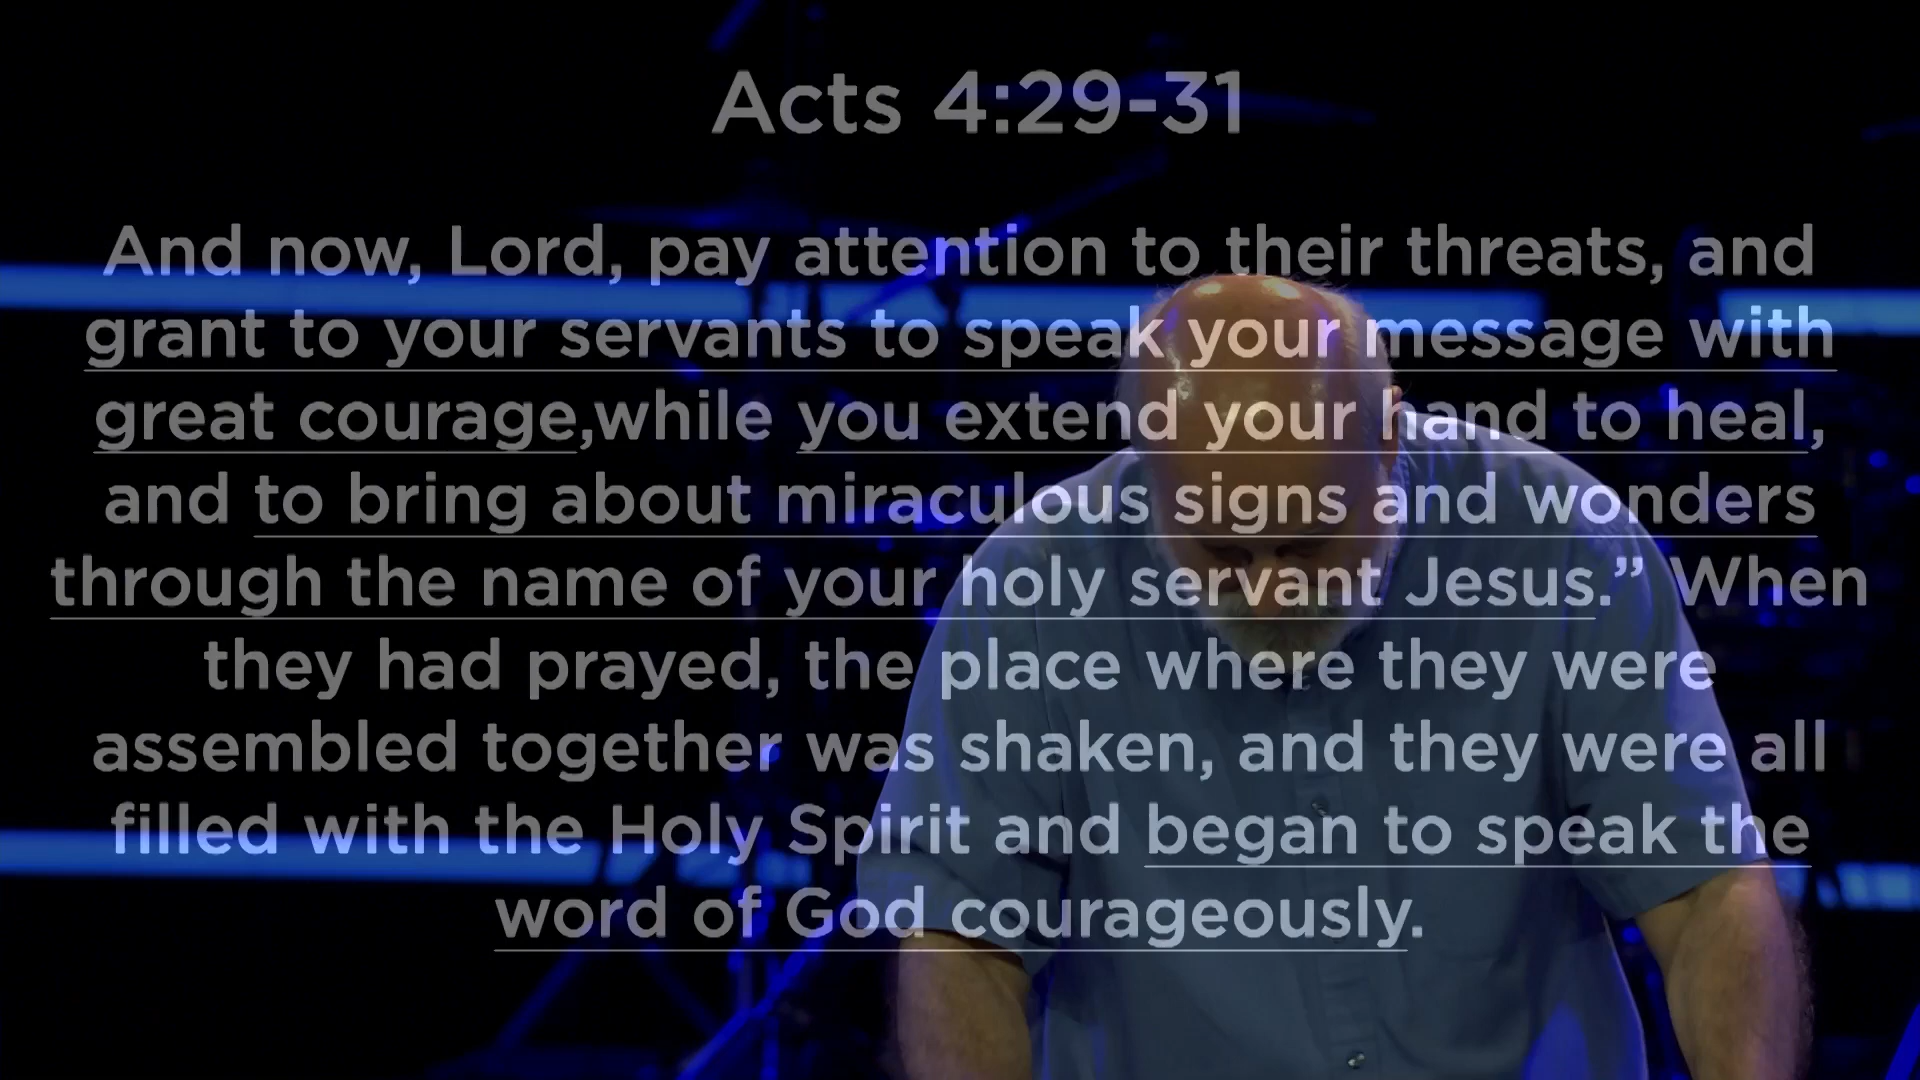 Acts 4:29-31
And now, Lord, pay attention to their threats, and
grant to your servants to speak your message with
great courage,while you extend your hand to heal,
and to bring about miraculous signs and wonders
through the name of your holy servant Jesus.” When
they had prayed, the place where they were
assembled together was shaken, and they were all
filled with the Holy Spirit and began to speak the
word of God courageously.